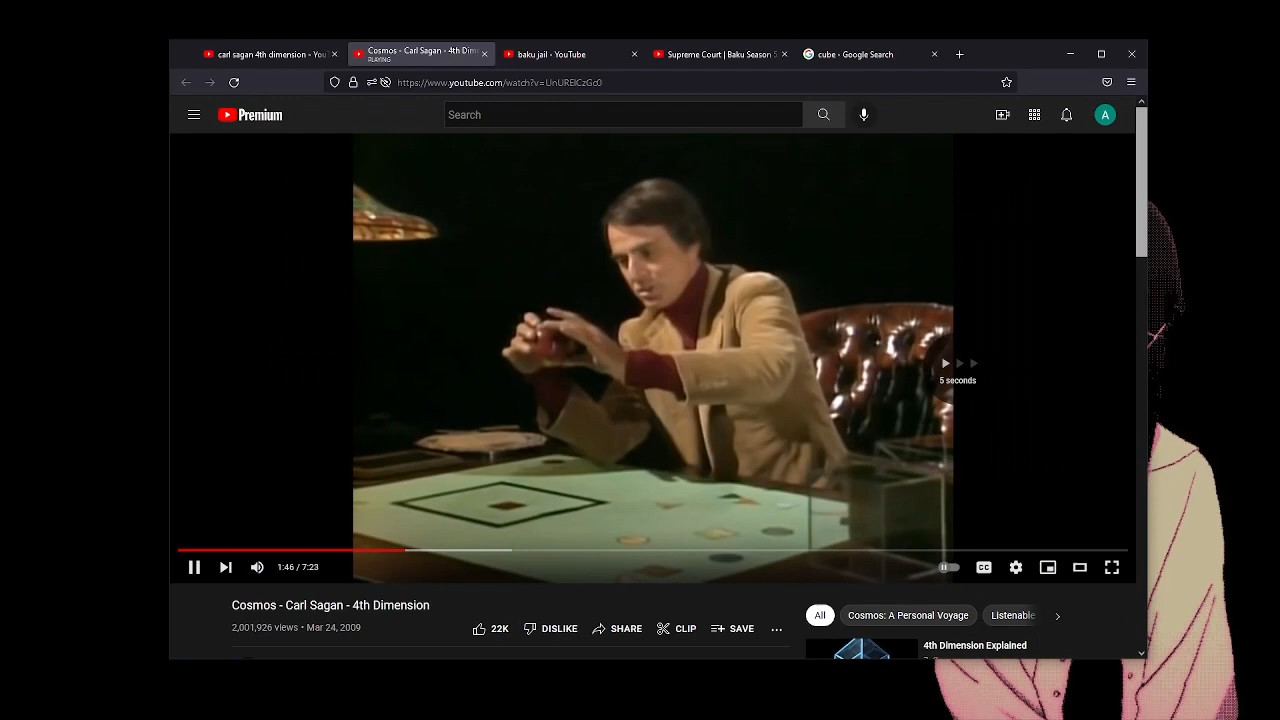 carl sagan 4th dimension - You
Cosmos - Carl Sagan - 4th Dim
PLAYING
baku jail - YouTube
Supreme Court | Baku Season 5
cube - Google Search
https://www.youtube.com/watch?v=UnURElCzGc0
Premium
Search
A
5 seconds
1:46 / 7:23
CC
Cosmos - Carl Sagan - 4th Dimension
2,001,926 views • Mar 24, 2009
22K
DISLIKE
SHARE
CLIP
SAVE
All
Cosmos: A Personal Voyage
Listenable
4th Dimension Explained